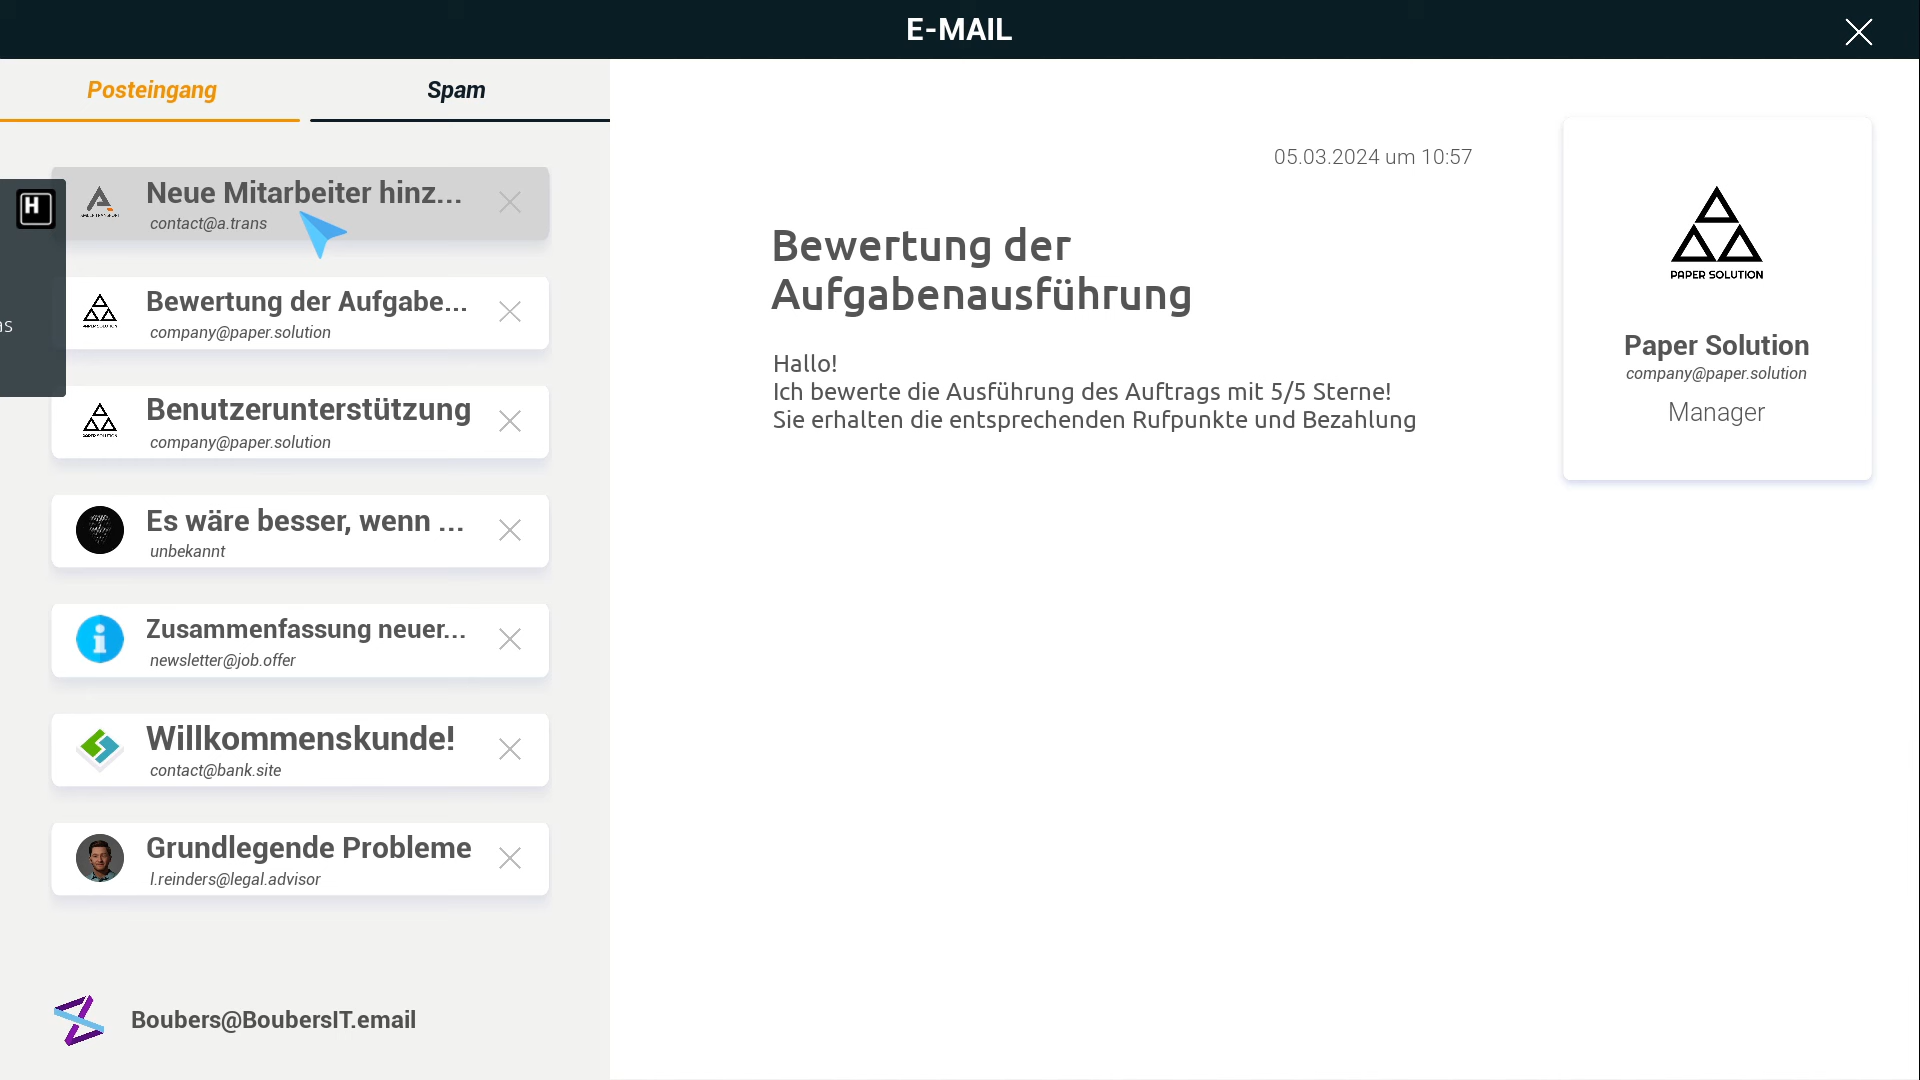 E-MAIL
Posteingang
Spam
H
as
Neue Mitarbeiter hinz...
contact@a.trans
Bewertung der Aufgabe...
company@paper.solution
Benutzerunterstützung
company@paper.solution
Es wäre besser, wenn ...
unbekannt
Zusammenfassung neuer...
newsletter@job.offer
Willkommenskunde!
contact@bank.site
Grundlegende Probleme
l.reinders@legal.advisor
Boubers@BoubersIT.email
05.03.2024 um 10:57
Bewertung der
Aufgabenausführung
Hallo!
Ich bewerte die Ausführung des Auftrags mit 5/5 Sterne!
Sie erhalten die entsprechenden Rufpunkte und Bezahlung
PAPER SOLUTION
Paper Solution
company@paper.solution
Manager